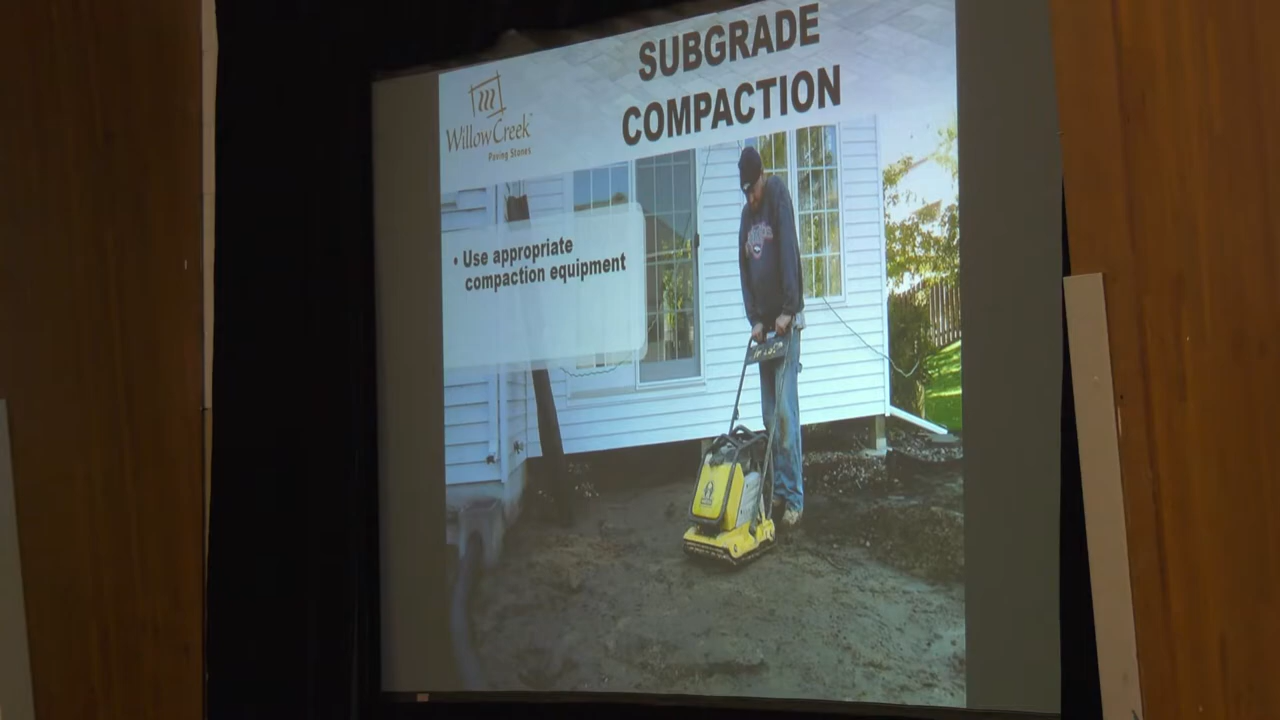 SUBGRADE
COMPACTION
WillowCreek
Paving Stones
• Use appropriate
compaction equipment